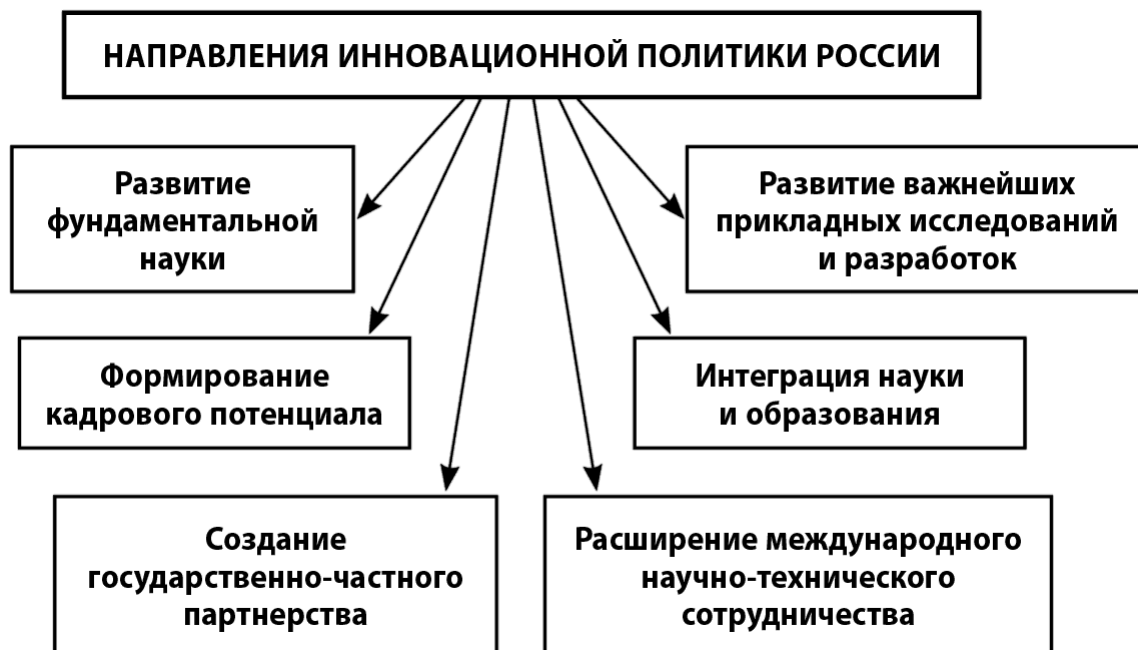 НАПРАВЛЕНИЯ ИННОВАЦИОННОЙ ПОЛИТИКИ РОССИИ
Развитие
фундаментальной
науки
Развитие важнейших
прикладных исследований
и разработок
Формирование
кадрового потенциала
Интеграция науки
и образования
Создание
государственно-частного
партнерства
Расширение международного
научно-технического
сотрудничества